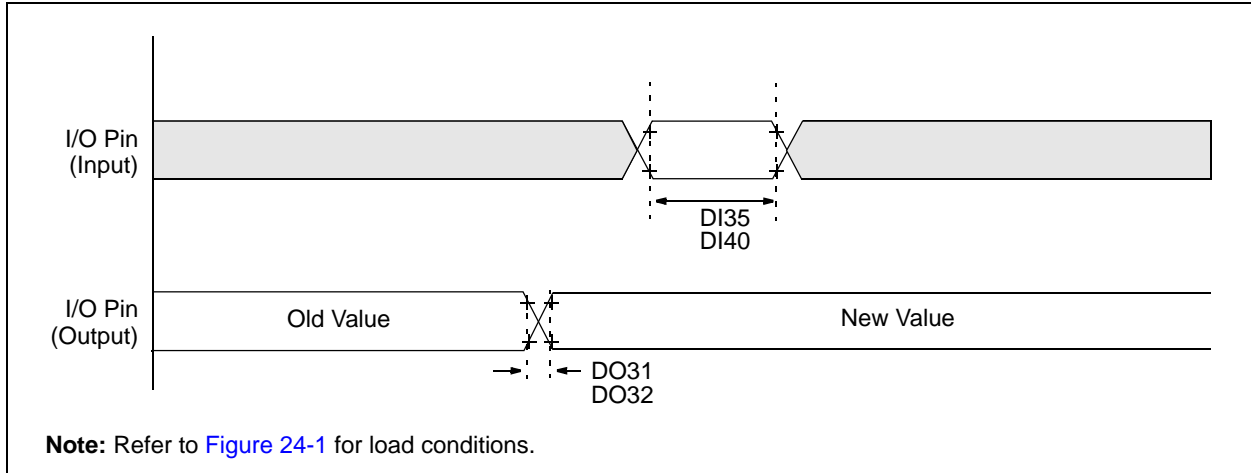 I/O Pin
(Input)
DI35
DI40
I/O Pin
(Output)
Old Value
New Value
DO31
DO32
Note: Refer to Figure 24-1 for load conditions.